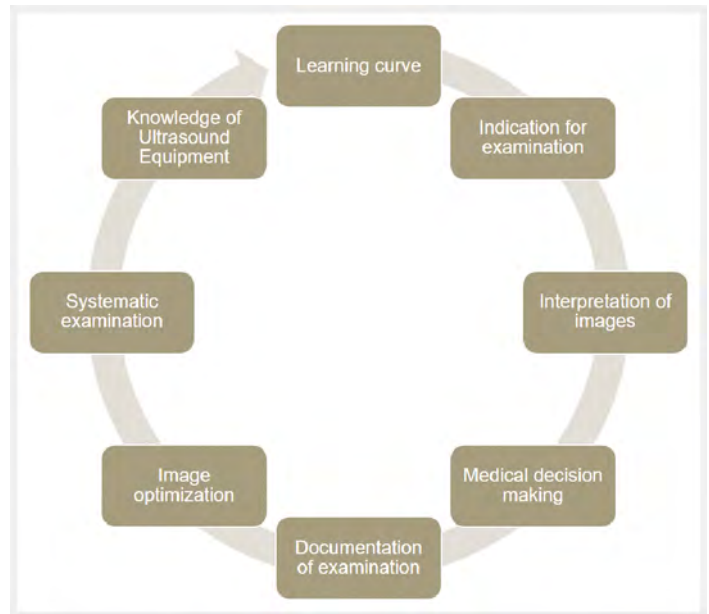 Learning curve
Indication for
examination
Interpretation of
images
Medical decision
making
Documentation
of examination
Image
optimization
Systematic
examination
Knowledge of
Ultrasound
Equipment